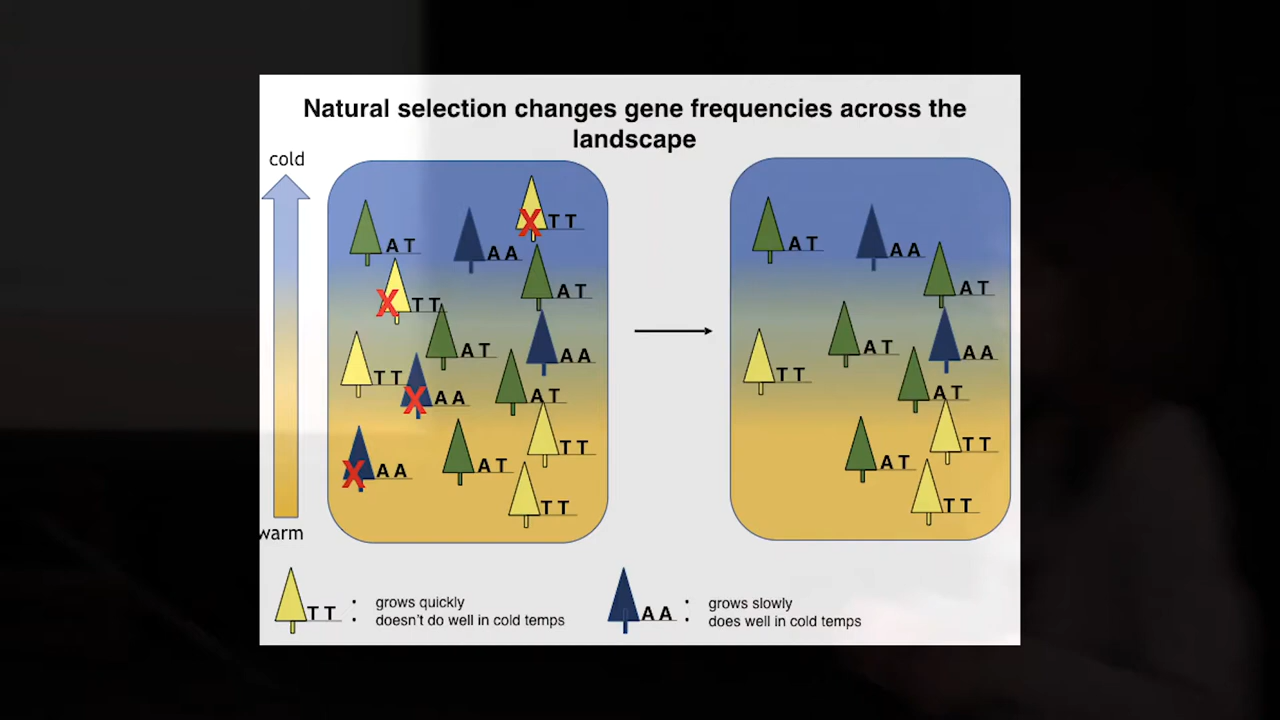 Natural selection changes gene frequencies across the
landscape
cold
warm
A T
A A
T T
T T
A T
A T
A A
T T
A A
A T
T T
A A
A T
T T
A T
A A
A T
A T
A A
T T
A T
T T
A T
T T
T T : grows quickly
: doesn't do well in cold temps
A A : grows slowly
: does well in cold temps